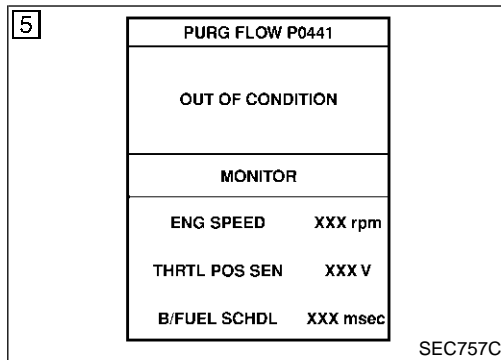 5
PURG FLOW P0441
OUT OF CONDITION
MONITOR
ENG SPEED XXX rpm
THRTL POS SEN XXX V
B/FUEL SCHDL XXX msec
SEC757C